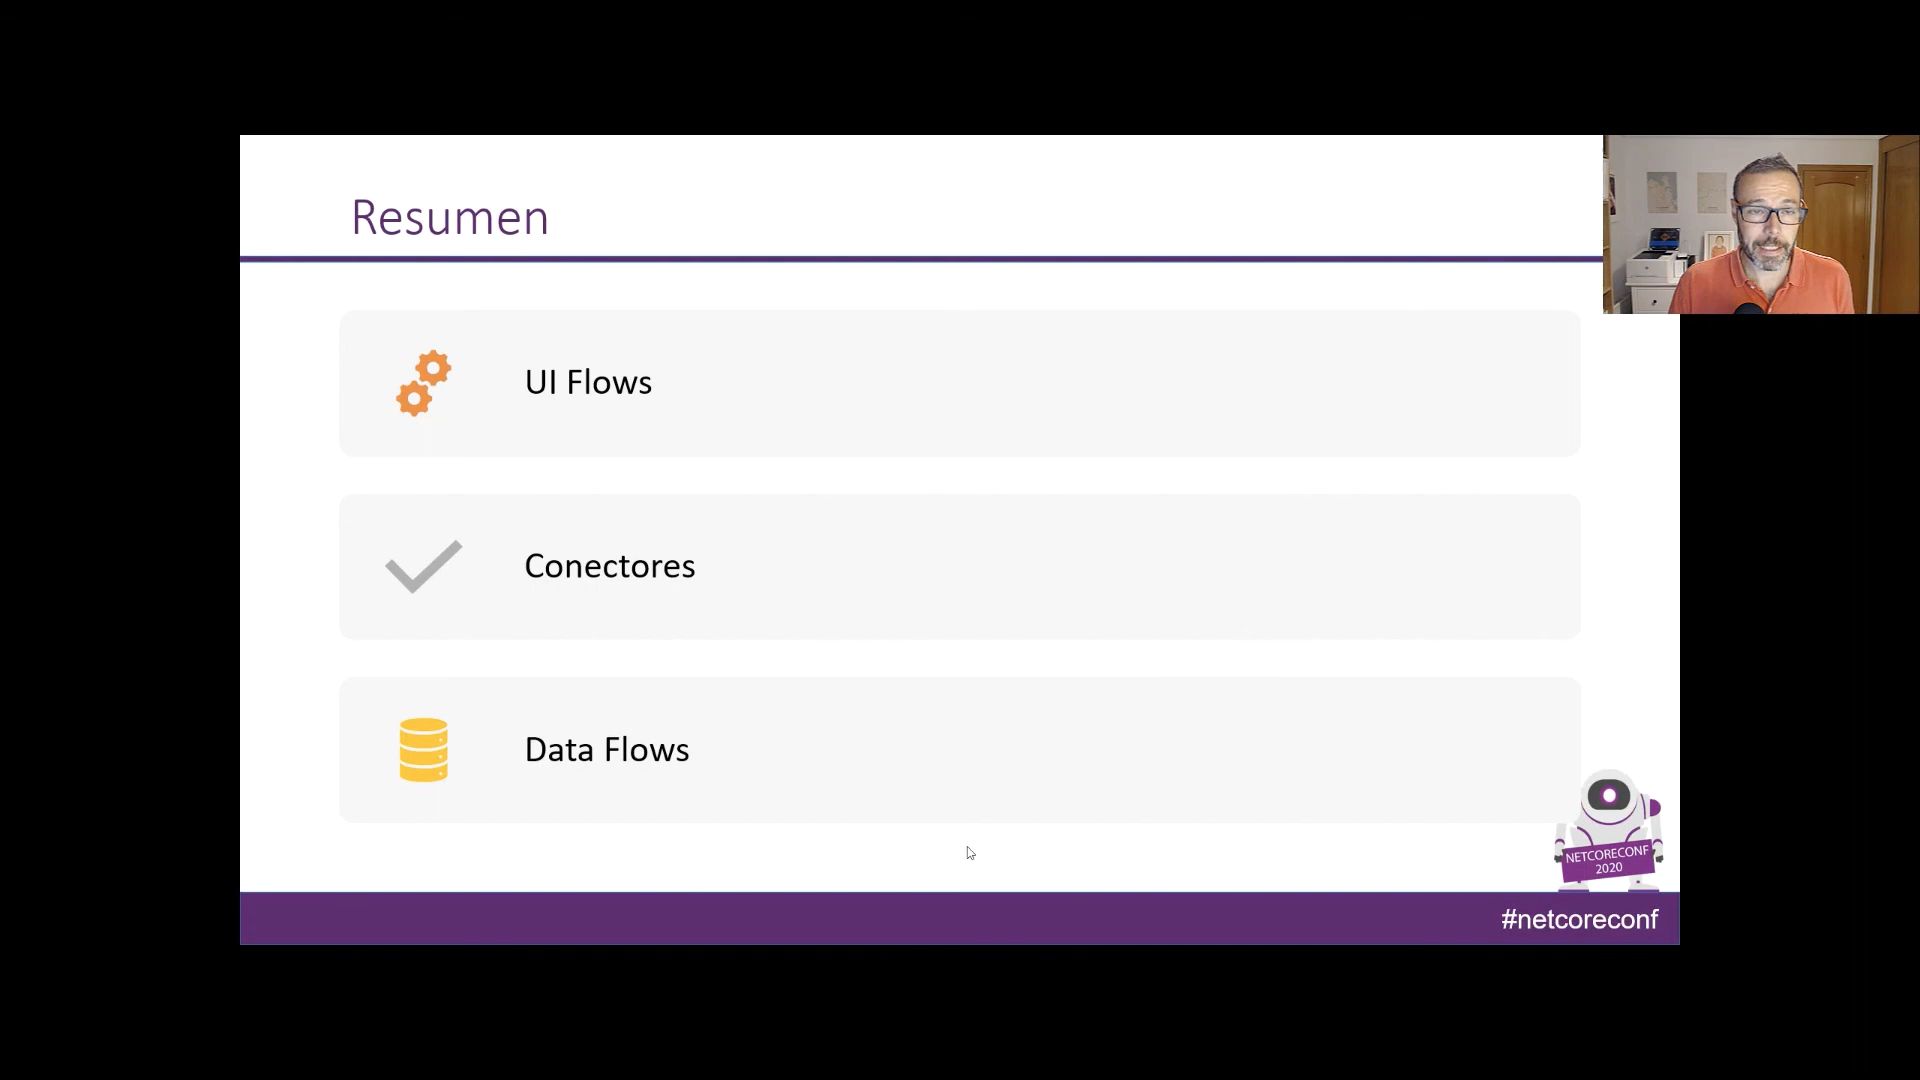 Resumen
UI Flows
Conectores
Data Flows
NETCORECONF
2020
#netcoreconf